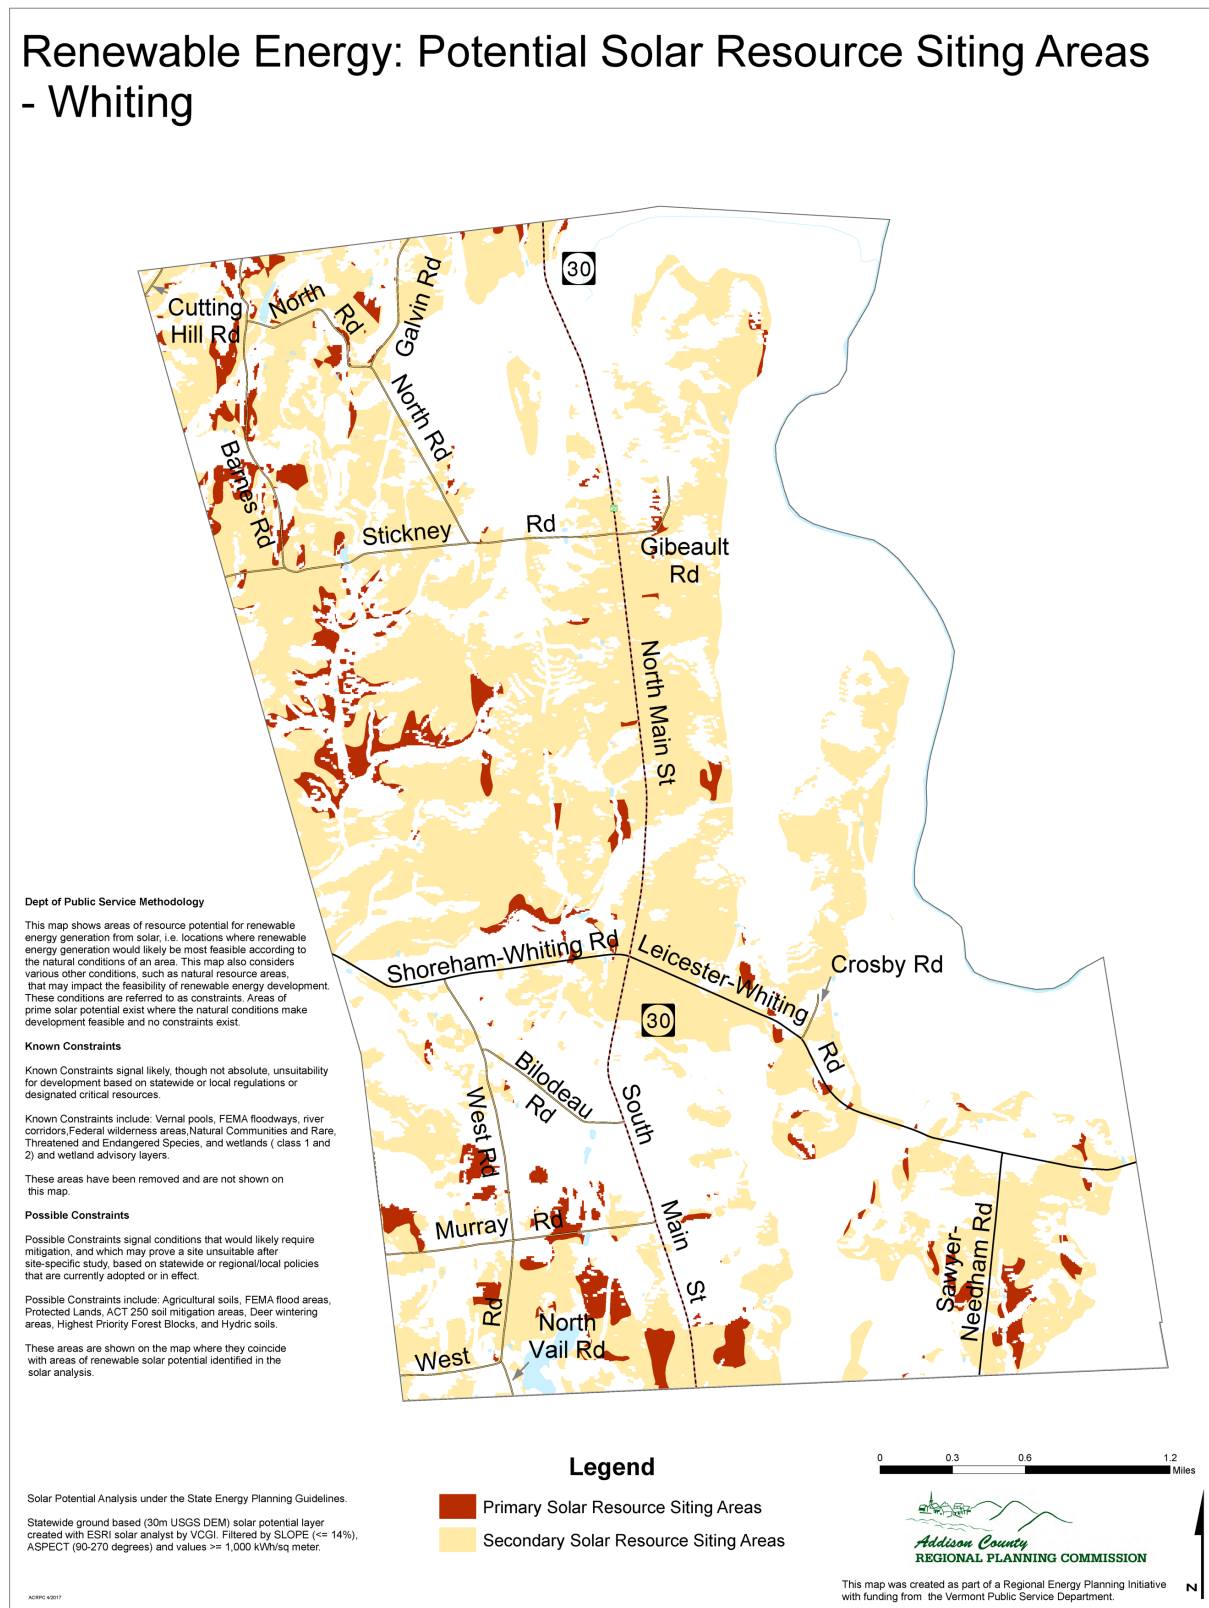 Renewable Energy: Potential Solar Resource Siting Areas
- Whiting
30
Cutting
Hill Rd
North
Rd
Galvin Rd
North Rd
Barnes Rd
Stickney
Rd
Gibeault
Rd
North Main St
Shoreham-Whiting Rd
Leicester-Whiting
Rd
Crosby Rd
30
Bilodeau
Rd
West Rd
South
Main
St
Murray
Rd
Sawyer-
Needham Rd
Rd
North
Vail Rd
West
Dept of Public Service Methodology
This map shows areas of resource potential for renewable
energy generation from solar, i.e. locations where renewable
energy generation would likely be most feasible according to
the natural conditions of an area. This map also considers
various other conditions, such as natural resource areas,
that may impact the feasibility of renewable energy development.
These conditions are referred to as constraints. Areas of
prime solar potential exist where the natural conditions make
development feasible and no constraints exist.
Known Constraints
Known Constraints signal likely, though not absolute, unsuitability
for development based on statewide or local regulations or
designated critical resources.
Known Constraints include: Vernal pools, FEMA floodways, river
corridors,Federal wilderness areas,Natural Communities and Rare,
Threatened and Endangered Species, and wetlands ( class 1 and
2) and wetland advisory layers.
These areas have been removed and are not shown on
this map.
Possible Constraints
Possible Constraints signal conditions that would likely require
mitigation, and which may prove a site unsuitable after
site-specific study, based on statewide or regional/local policies
that are currently adopted or in effect.
Possible Constraints include: Agricultural soils, FEMA flood areas,
Protected Lands, ACT 250 soil mitigation areas, Deer wintering
areas, Highest Priority Forest Blocks, and Hydric soils.
These areas are shown on the map where they coincide
with areas of renewable solar potential identified in the
solar analysis.
Solar Potential Analysis under the State Energy Planning Guidelines.
Statewide ground based (30m USGS DEM) solar potential layer
created with ESRI solar analyst by VCGI. Filtered by SLOPE (<= 14%),
ASPECT (90-270 degrees) and values >= 1,000 kWh/sq meter.
ACRPC 4/2017
Legend
Primary Solar Resource Siting Areas
Secondary Solar Resource Siting Areas
0 0.3 0.6 1.2
Miles
Addison County
REGIONAL PLANNING COMMISSION
N
This map was created as part of a Regional Energy Planning Initiative
with funding from the Vermont Public Service Department.